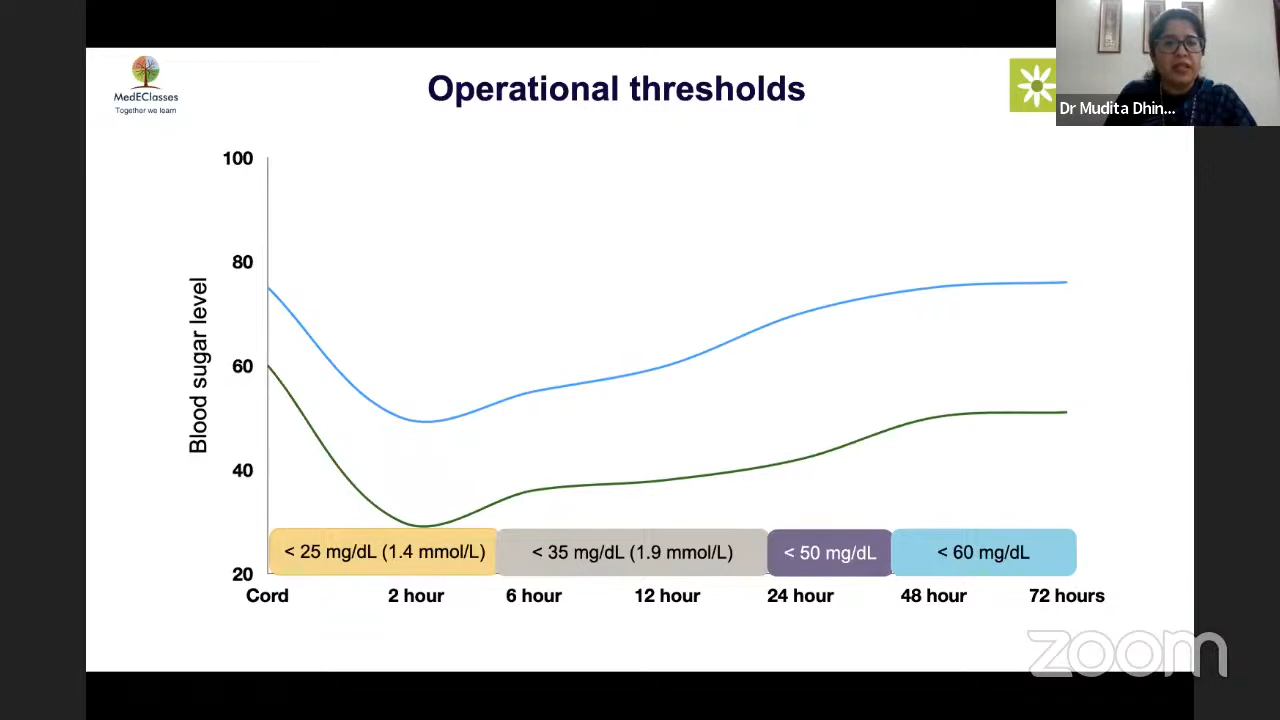 MedEClasses
Together we learn
Operational thresholds
Dr Mudita Dhin...
100
80
60
40
20
Blood sugar level
< 25 mg/dL (1.4 mmol/L)
< 35 mg/dL (1.9 mmol/L)
< 50 mg/dL
< 60 mg/dL
Cord
2 hour
6 hour
12 hour
24 hour
48 hour
72 hours
zoom